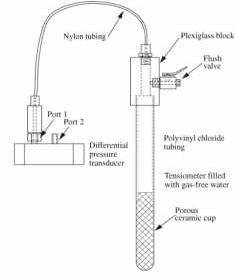 Nylon tubing
Plexiglass block
Flush
valve
Port 1
Port 2
Differential
pressure
transducer
Polyvinyl chloride
tubing
Tensiometer filled
with gas-free water
Porous
ceramic cup